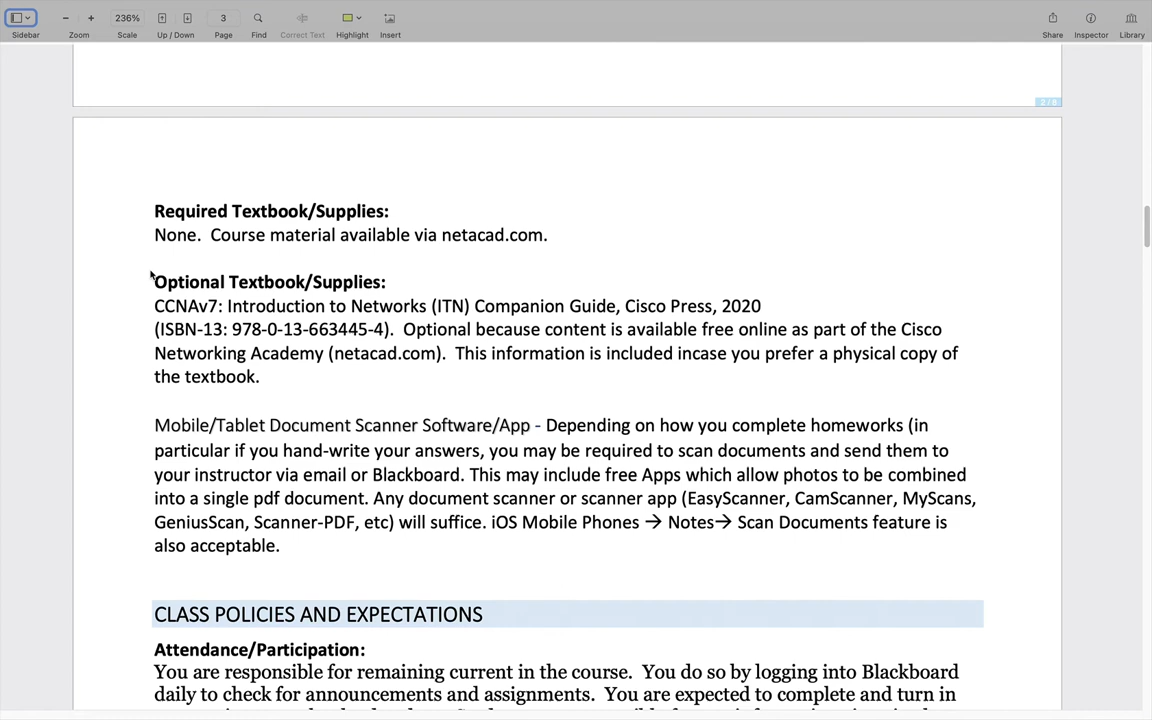 236%
3
Sidebar
Zoom
Scale
Up / Down
Page
Find
Correct Text
Highlight
Insert
Share
Inspector
Library
2 / 8
Required Textbook/Supplies:
None.  Course material available via netacad.com.
Optional Textbook/Supplies:
CCNAv7: Introduction to Networks (ITN) Companion Guide, Cisco Press, 2020
(ISBN-13: 978-0-13-663445-4).  Optional because content is available free online as part of the Cisco
Networking Academy (netacad.com).  This information is included incase you prefer a physical copy of
the textbook.
Mobile/Tablet Document Scanner Software/App - Depending on how you complete homeworks (in
particular if you hand-write your answers, you may be required to scan documents and send them to
your instructor via email or Blackboard. This may include free Apps which allow photos to be combined
into a single pdf document. Any document scanner or scanner app (EasyScanner, CamScanner, MyScans,
GeniusScan, Scanner-PDF, etc) will suffice. iOS Mobile Phones → Notes→ Scan Documents feature is
also acceptable.
CLASS POLICIES AND EXPECTATIONS
Attendance/Participation:
You are responsible for remaining current in the course.  You do so by logging into Blackboard
daily to check for announcements and assignments.  You are expected to complete and turn in